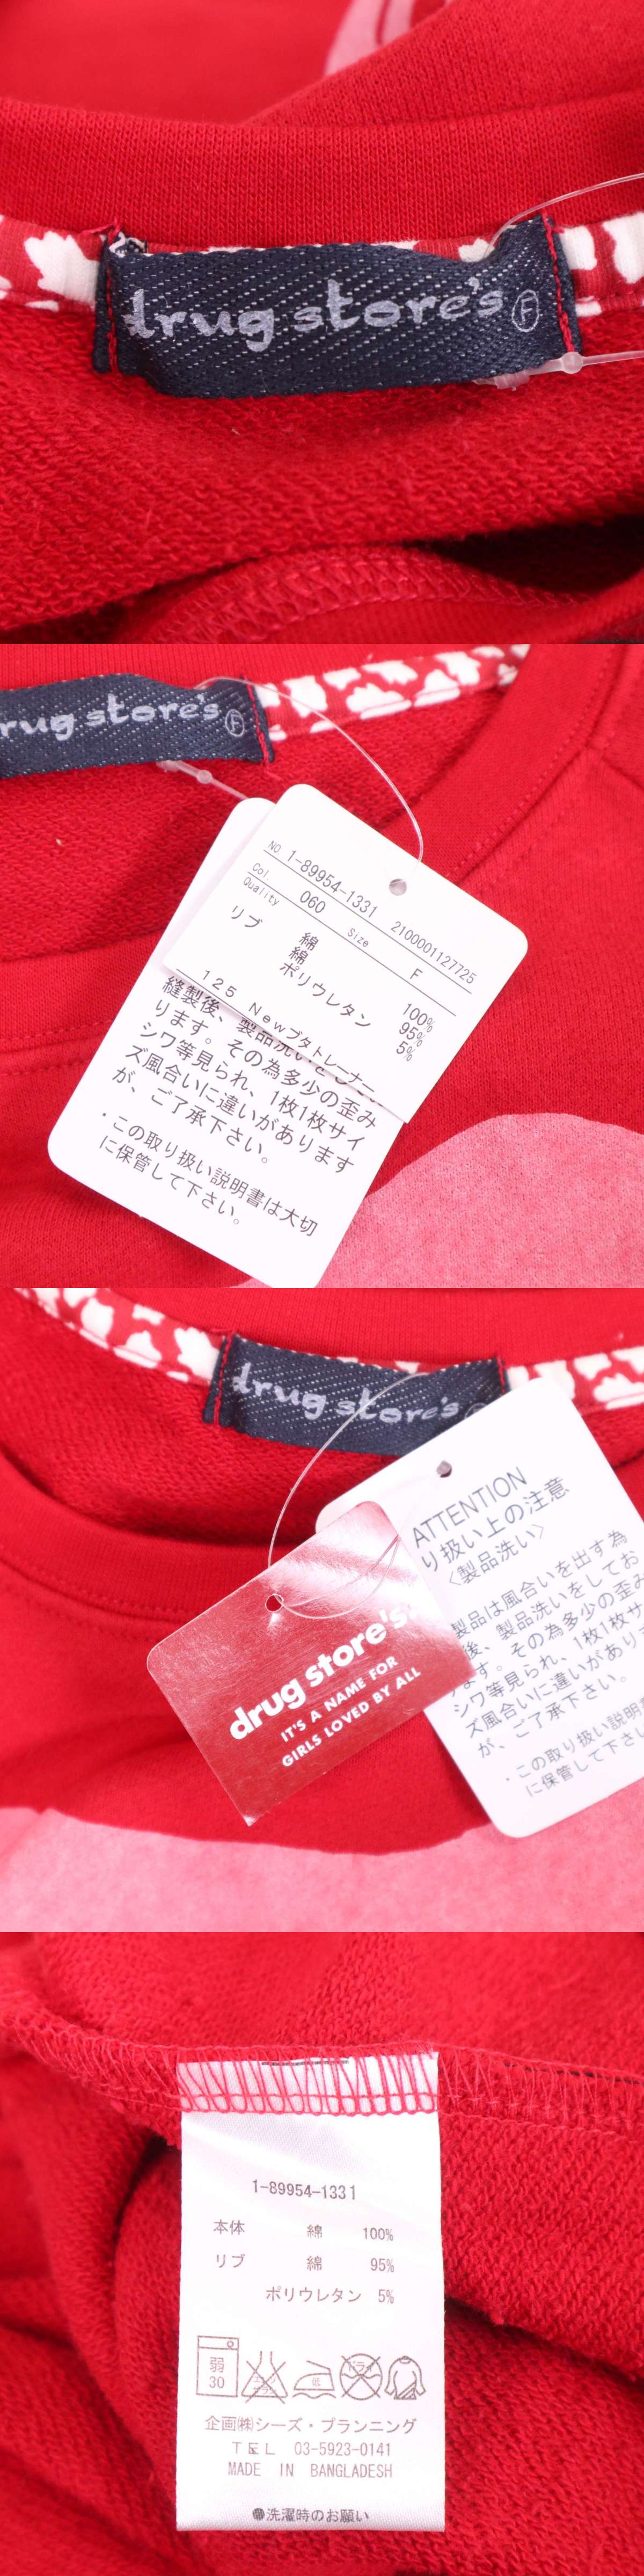 drug store's F
rug store's F
NO. 1-89954-1331 2100001127725
Col. 060 Size F
Quality
綿 100%
リブ 綿 95%
ポリウレタン 5%
125 Newブタトレーナー
縫製後、製品洗いをして
ります。その為多少の歪み
シワ等見られ、1枚1枚サイ
ズ風合いに違いがあります
が、ご了承下さい。
・この取り扱い説明書は大切
に保管して下さい。
drug store's
ATTENTION
り扱い上の注意
〈製品洗い〉
製品は風合いを出す為
後、製品洗いをしてお
ます。その為多少の歪み
シワ等見られ、1枚1枚サ
ズ風合いに違いがあります
が、ご了承下さい。
・この取り扱い説明
に保管して下さい
drug store's
IT'S A NAME FOR
GIRLS LOVED BY ALL
1-89954-1331
本体 綿 100%
リブ 綿 95%
ポリウレタン 5%
弱
30
低
ドライ
企画㈱シーズ・プランニング
TEL 03-5923-0141
MADE IN BANGLADESH
●洗濯時のお願い